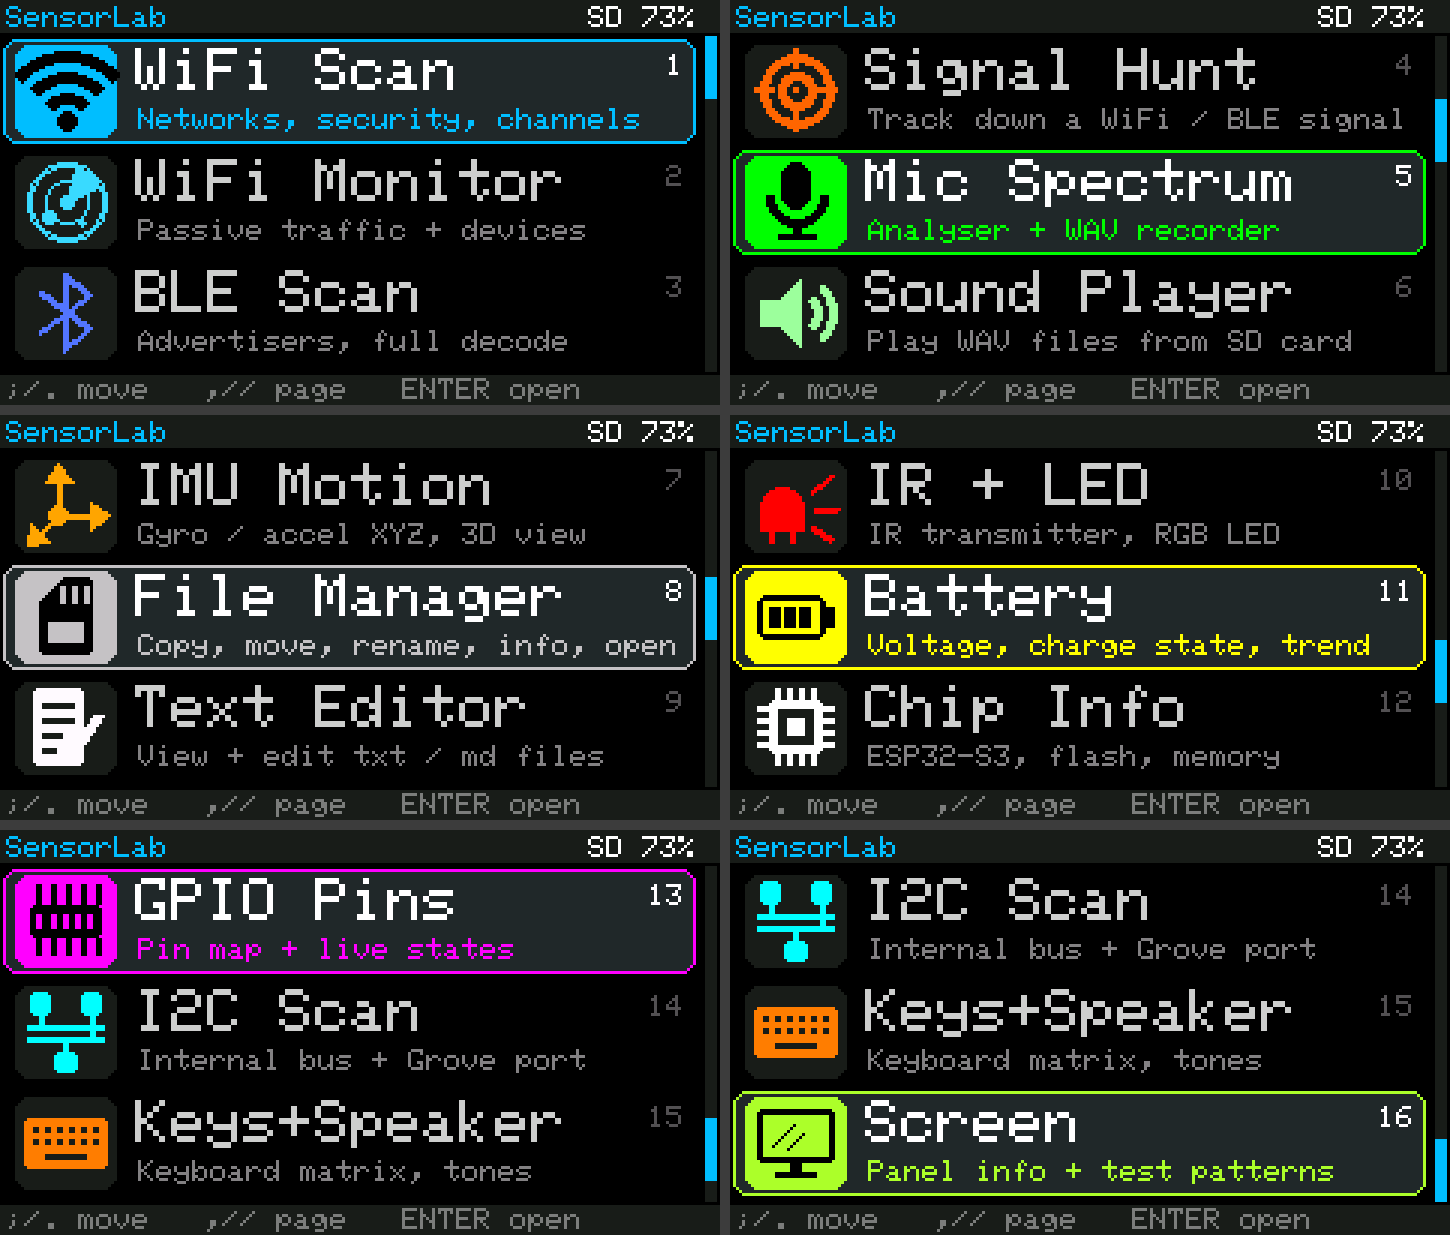 SensorLab SD 73%
WiFi Scan 1
Networks, security, channels
WiFi Monitor 2
Passive traffic + devices
BLE Scan 3
Advertisers, full decode
;/. move ,// page ENTER open
SensorLab SD 73%
Signal Hunt 4
Track down a WiFi / BLE signal
Mic Spectrum 5
Analyser + WAV recorder
Sound Player 6
Play WAV files from SD card
;/. move ,// page ENTER open
SensorLab SD 73%
IMU Motion 7
Gyro / accel XYZ, 3D view
File Manager 8
Copy, move, rename, info, open
Text Editor 9
View + edit txt / md files
;/. move ,// page ENTER open
SensorLab SD 73%
IR + LED 10
IR transmitter, RGB LED
Battery 11
Voltage, charge state, trend
Chip Info 12
ESP32-S3, flash, memory
;/. move ,// page ENTER open
SensorLab SD 73%
GPIO Pins 13
Pin map + live states
I2C Scan 14
Internal bus + Grove port
Keys+Speaker 15
Keyboard matrix, tones
;/. move ,// page ENTER open
SensorLab SD 73%
I2C Scan 14
Internal bus + Grove port
Keys+Speaker 15
Keyboard matrix, tones
Screen 16
Panel info + test patterns
;/. move ,// page ENTER open